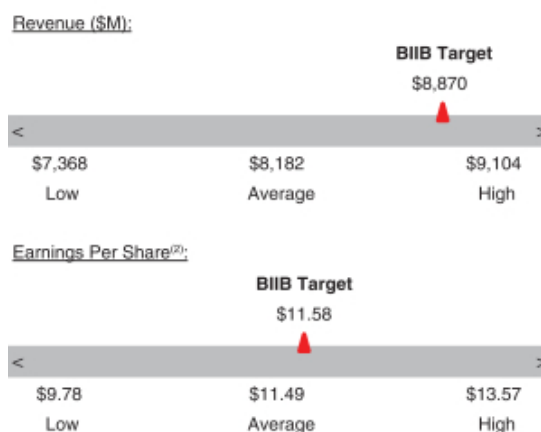 Revenue ($M):
BIIB Target
$8,870
< >
$7,368 $8,182 $9,104
Low Average High
Earnings Per Share(2):
BIIB Target
$11.58
< >
$9.78 $11.49 $13.57
Low Average High